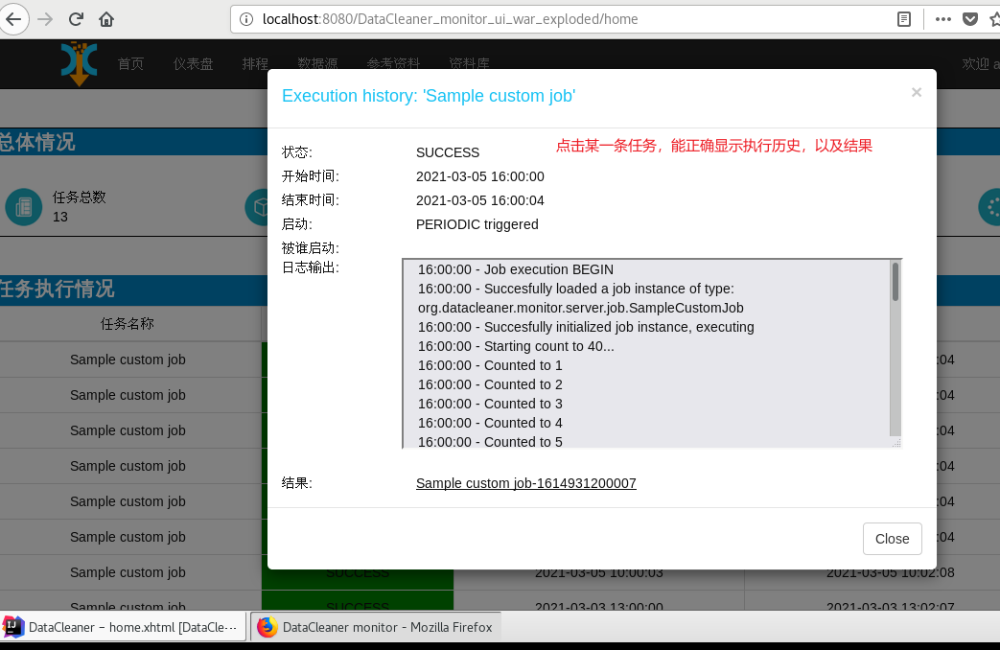 localhost:8080/DataCleaner_monitor_ui_war_exploded/home
首页 仪表盘 排程 数据源 参考资料 资料库 欢迎 a
Execution history: 'Sample custom job' ×
总体情况
任务总数
13
状态: SUCCESS
点击某一条任务，能正确显示执行历史，以及结果
开始时间: 2021-03-05 16:00:00
结束时间: 2021-03-05 16:00:04
启动: PERIODIC triggered
被谁启动:
日志输出:
16:00:00 - Job execution BEGIN
16:00:00 - Succesfully loaded a job instance of type:
org.datacleaner.monitor.server.job.SampleCustomJob
16:00:00 - Succesfully initialized job instance, executing
16:00:00 - Starting count to 40...
16:00:00 - Counted to 1
16:00:00 - Counted to 2
16:00:00 - Counted to 3
16:00:00 - Counted to 4
16:00:00 - Counted to 5
结果: Sample custom job-1614931200007
Close
任务执行情况
任务名称
Sample custom job :04
Sample custom job :04
Sample custom job :04
Sample custom job :04
Sample custom job :04
Sample custom job :04
Sample custom job SUCCESS 2021-03-05 10:00:03 2021-03-05 10:02:08
Sample custom job SUCCESS 2021-03-03 13:00:00 2021-03-03 13:02:07
DataCleaner – home.xhtml [DataCle···
DataCleaner monitor - Mozilla Firefox